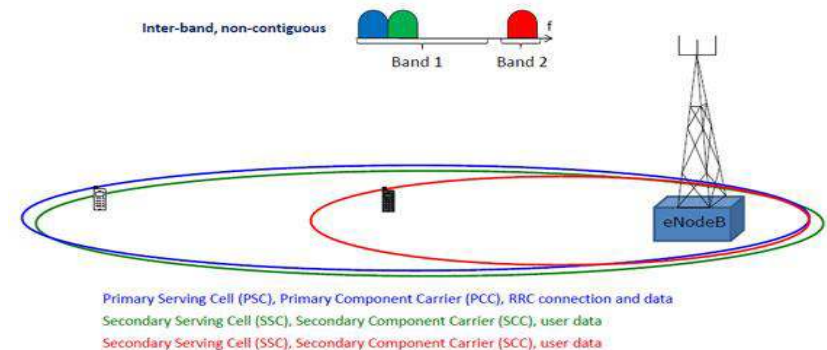 Inter-band, non-contiguous
f
Band 1 Band 2
eNodeB
Primary Serving Cell (PSC), Primary Component Carrier (PCC), RRC connection and data
Secondary Serving Cell (SSC), Secondary Component Carrier (SCC), user data
Secondary Serving Cell (SSC), Secondary Component Carrier (SCC), user data